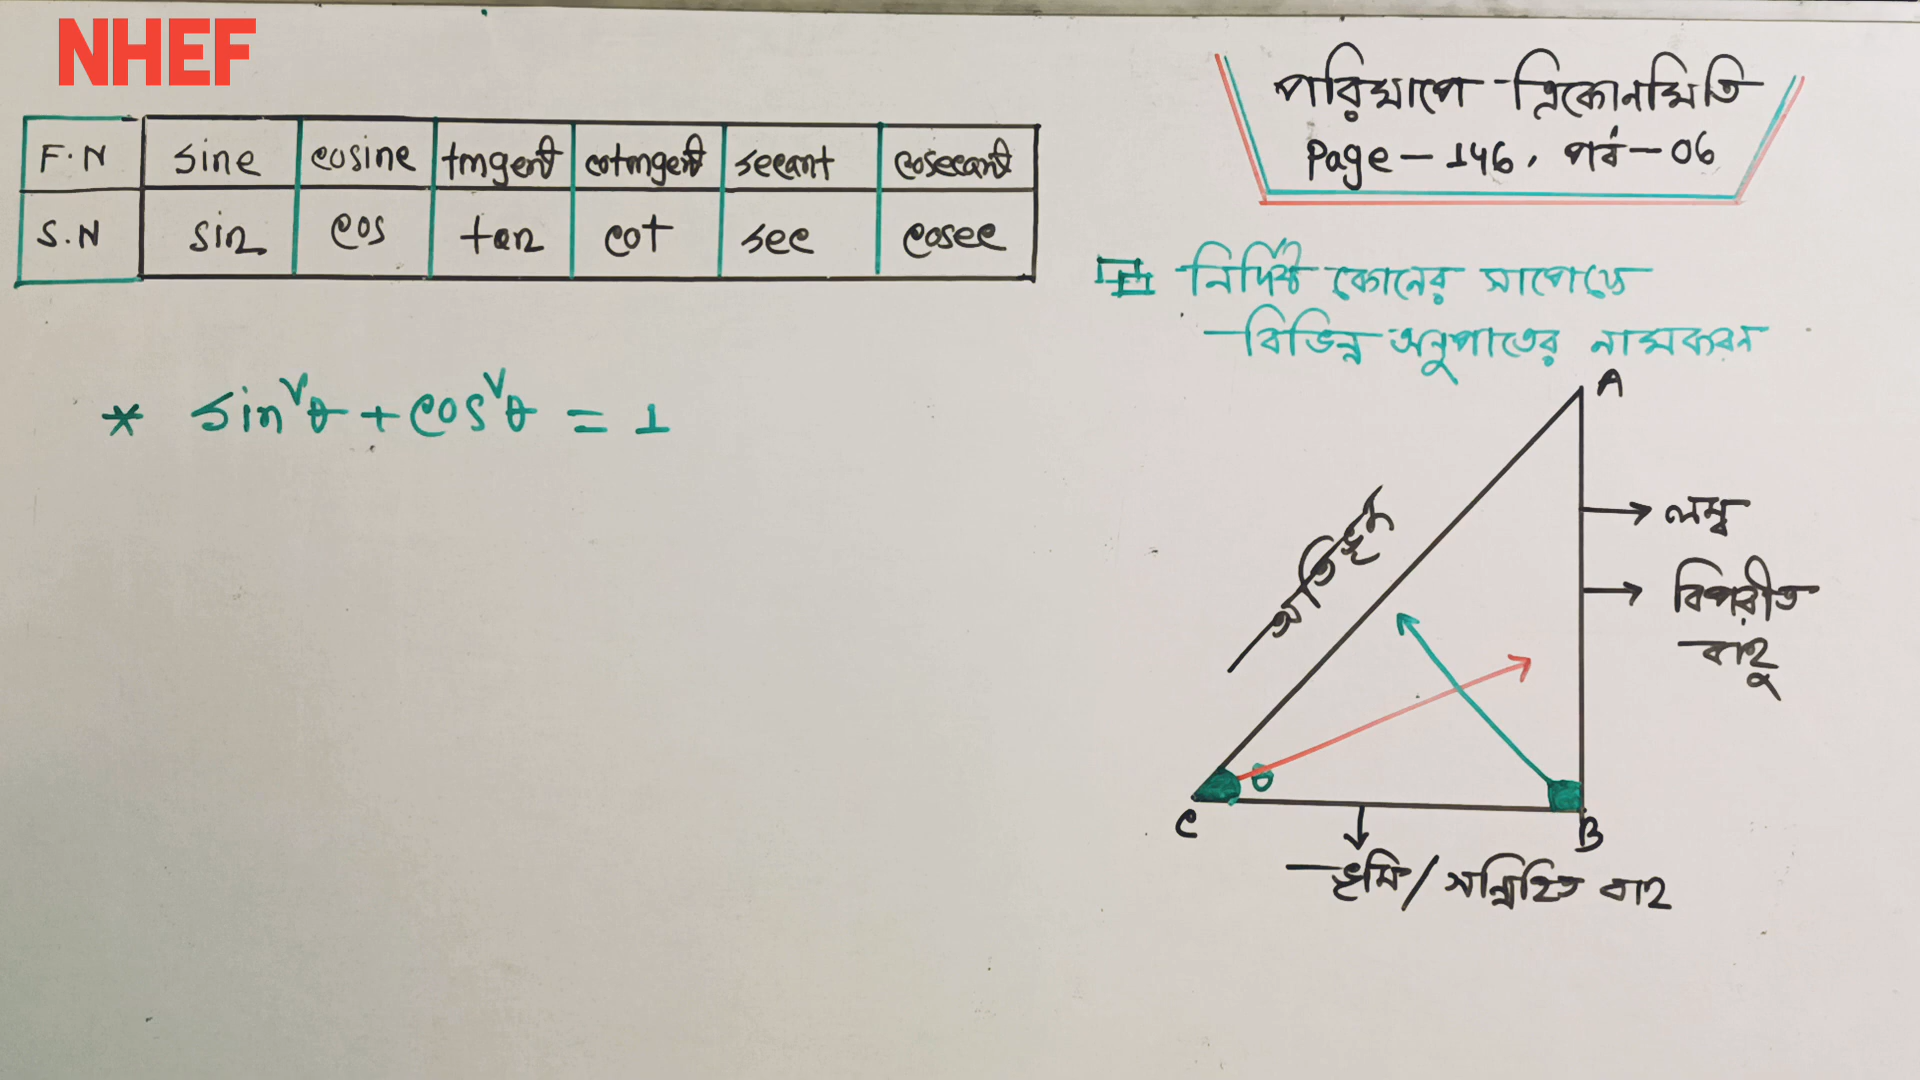 NHEF
পরিমাপে ত্রিকোনমিতি
Page - 146, পর্ব - 06
F.N sine cosine tangent cotangent secant cosecant
S.N sin cos tan cot sec cosec
নির্দিষ্ট কোনের সাপেক্ষে
বিভিন্ন অনুপাতের নামকরন
* sin²θ + cos²θ = 1
A
লম্ব
অতিভূজ
বিপরীত
বাহু
θ
C
B
ভূমি / সন্নিহিত বাহু